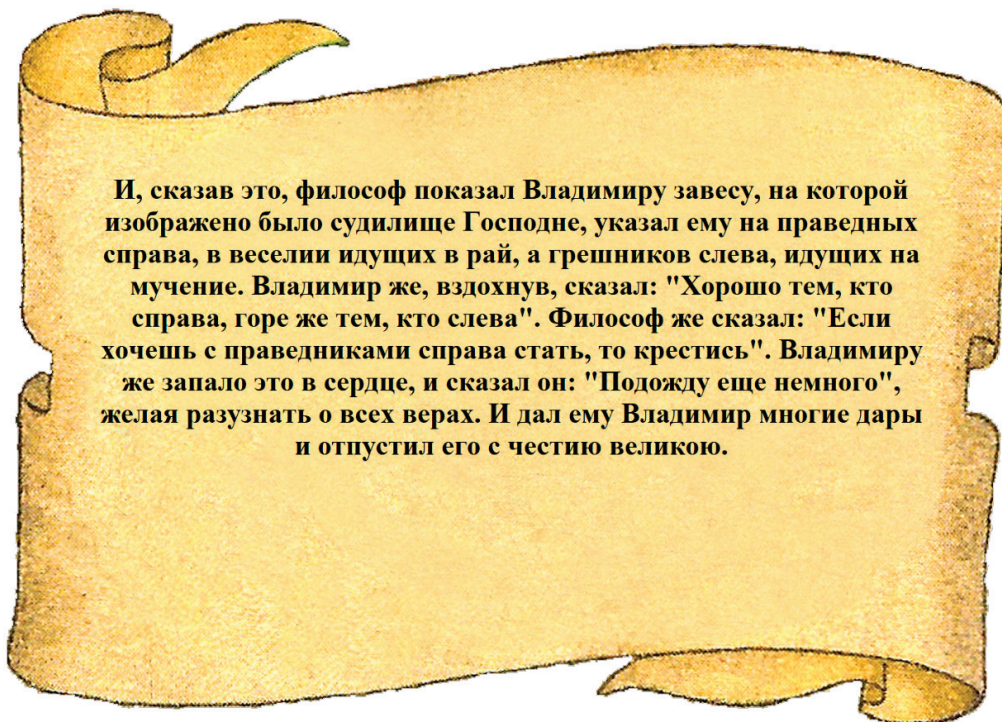 И, сказав это, философ показал Владимиру завесу, на которой
изображено было судилище Господне, указал ему на праведных
справа, в веселии идущих в рай, а грешников слева, идущих на
мучение. Владимир же, вздохнув, сказал: "Хорошо тем, кто
справа, горе же тем, кто слева". Философ же сказал: "Если
хочешь с праведниками справа стать, то крестись". Владимиру
же запало это в сердце, и сказал он: "Подожду еще немного",
желая разузнать о всех верах. И дал ему Владимир многие дары
и отпустил его с честию великою.